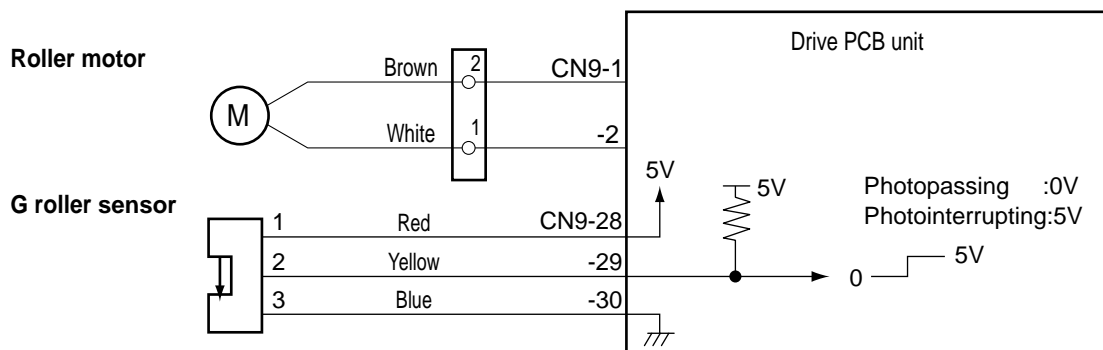 Drive PCB unit
Roller motor
M
Brown
2
CN9-1
White
1
-2
G roller sensor
1
Red
CN9-28
5V
2
Yellow
-29
3
Blue
-30
5V
Photopassing :0V
Photointerrupting:5V
0
5V